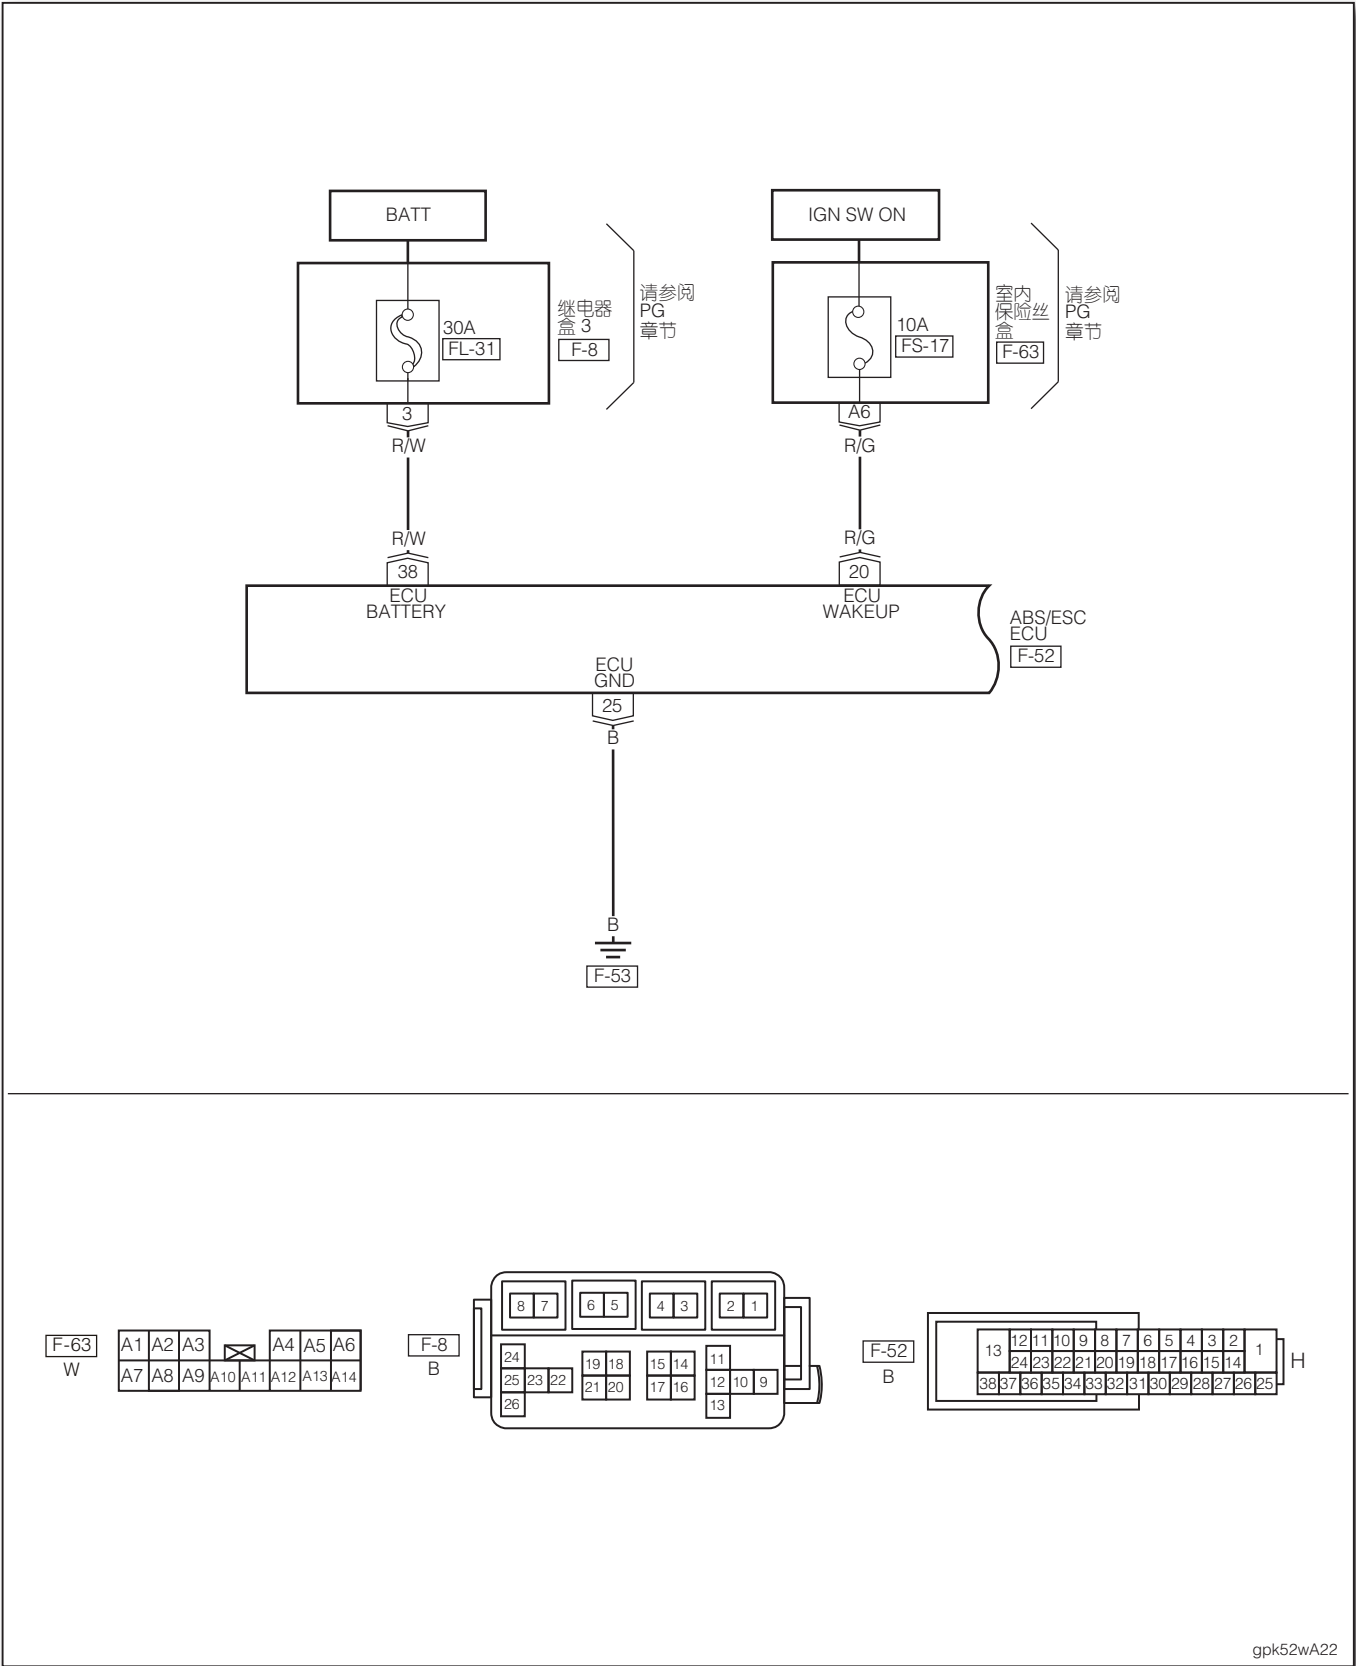 BATT
IGN SW ON
30A
FL-31
继电器
盒 3
F-8
请参阅
PG
章节
10A
FS-17
室内
保险丝
盒
F-63
请参阅
PG
章节
3
R/W
A6
R/G
R/W
38
R/G
20
ECU
BATTERY
ECU
WAKEUP
ABS/ESC
ECU
F-52
ECU
GND
25
B
B
F-53
F-63
W
A1 A2 A3 A4 A5 A6
A7 A8 A9 A10 A11 A12 A13 A14
F-8
B
8 7 6 5 4 3 2 1
24 19 18 15 14 11
25 23 22 21 20 17 16 12 10 9
26 13
F-52
B
13 12 11 10 9 8 7 6 5 4 3 2 1
24 23 22 21 20 19 18 17 16 15 14
38 37 36 35 34 33 32 31 30 29 28 27 26 25
H
gpk52wA22